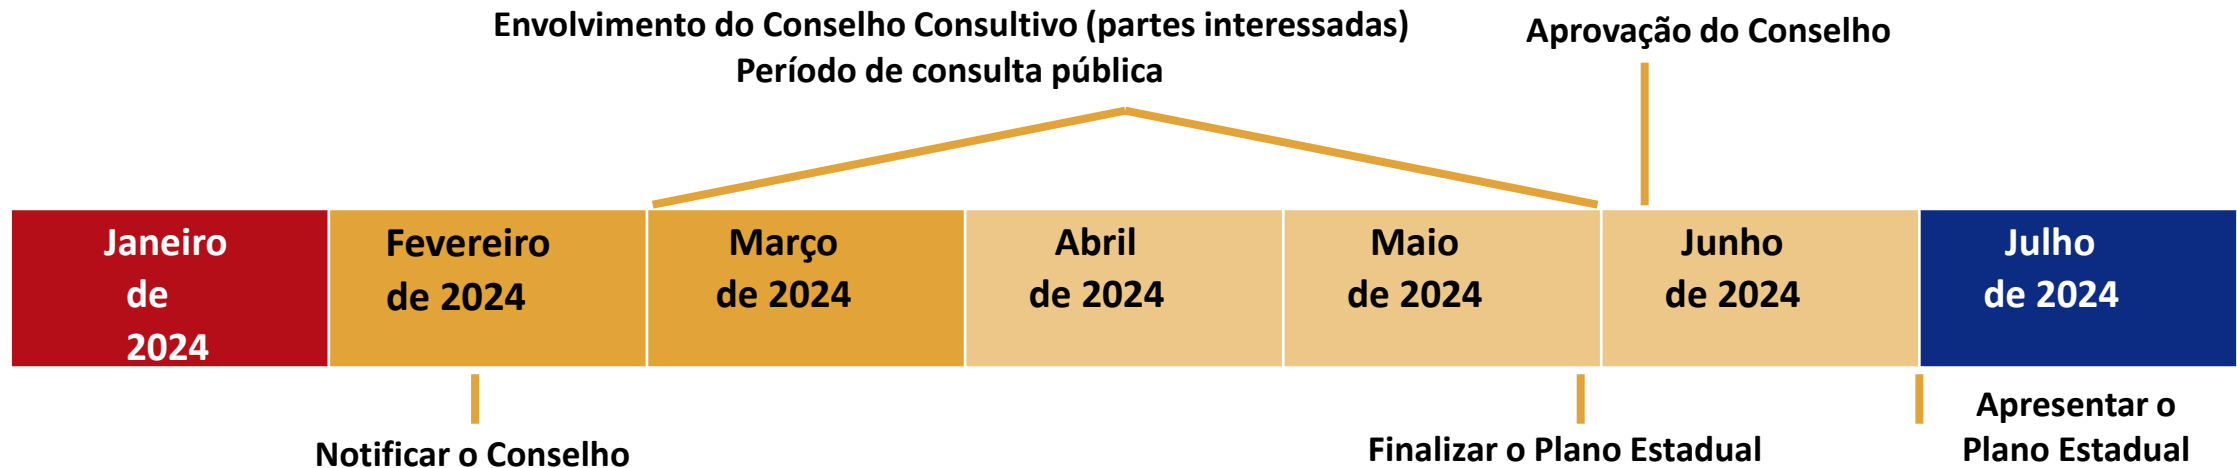 Envolvimento do Conselho Consultivo (partes interessadas)
Período de consulta pública
Aprovação do Conselho
Janeiro
de
2024
Fevereiro
de 2024
Março
de 2024
Abril
de 2024
Maio
de 2024
Junho
de 2024
Julho
de 2024
Notificar o Conselho
Finalizar o Plano Estadual
Apresentar o
Plano Estadual